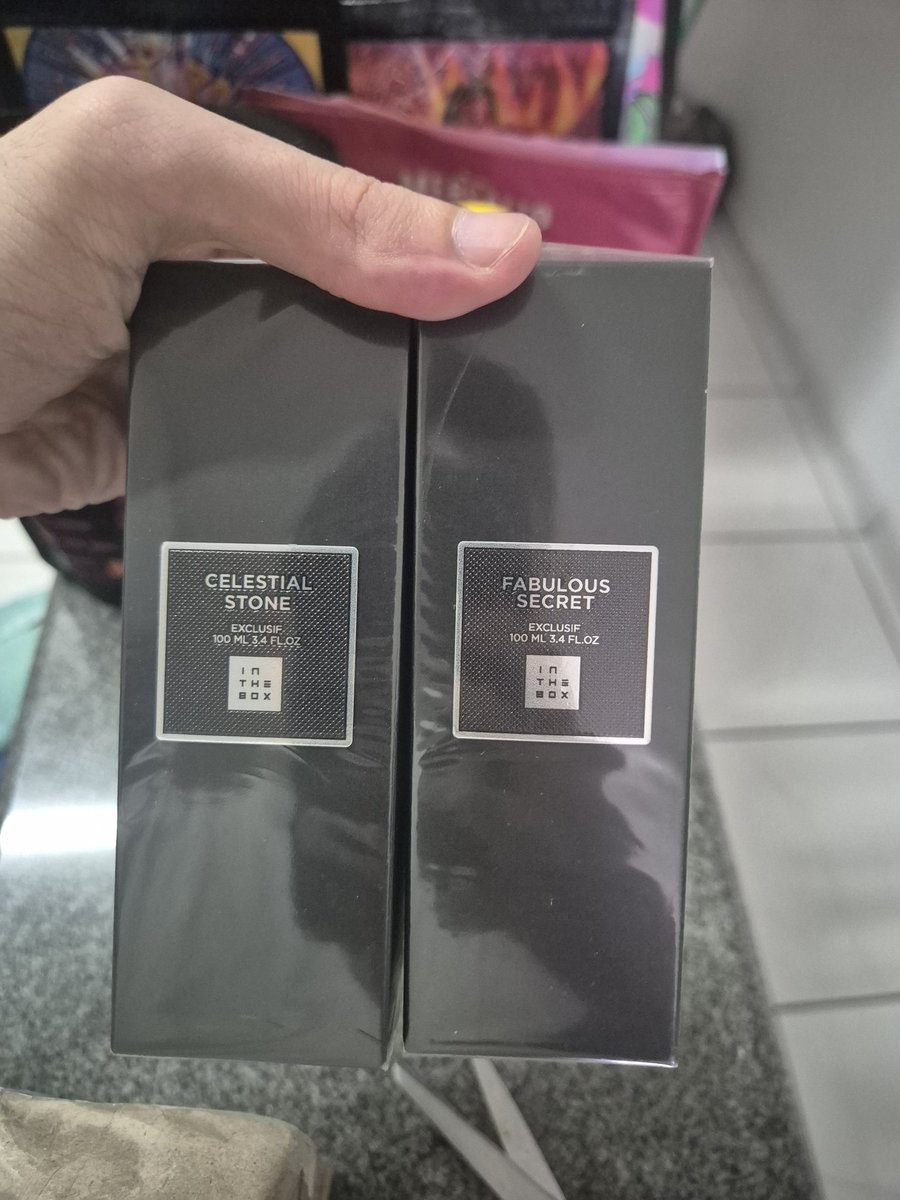 CELESTIAL
STONE
EXCLUSIF
100 ML 3.4 FL.OZ
IN
THE
BOX
FABULOUS
SECRET
EXCLUSIF
100 ML 3.4 FL.OZ
IN
THE
BOX